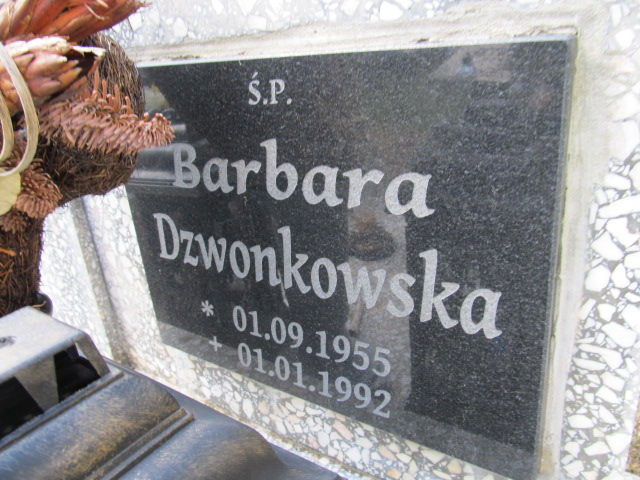 Ś.P.
Barbara
Dzwonkowska
* 01.09.1955
+ 01.01.1992